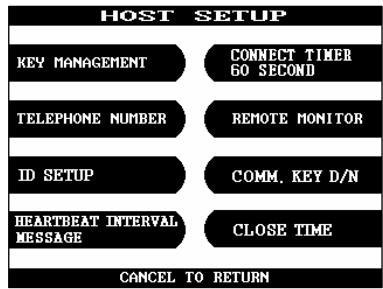 HOST SETUP
KEY MANAGEMENT
CONNECT TIMER
60 SECOND
TELEPHONE NUMBER
REMOTE MONITOR
ID SETUP
COMM. KEY D/N
HEARTBEAT INTERVAL
MESSAGE
CLOSE TIME
CANCEL TO RETURN